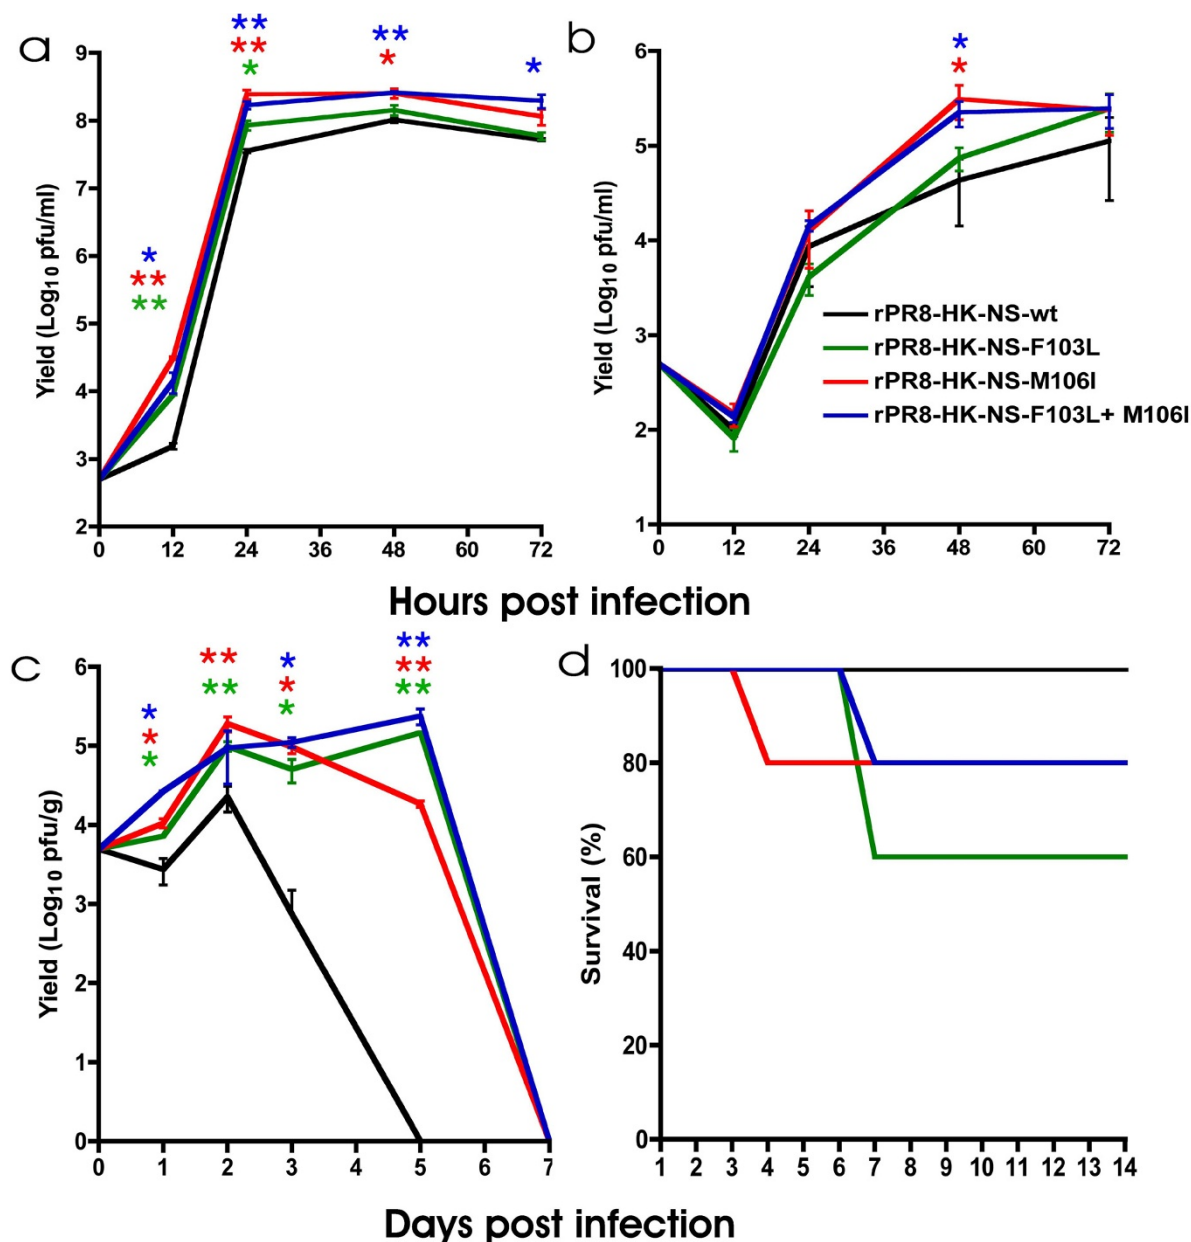 a
** 
** 
*
**
*
*
*
**
**
Yield (Log10 pfu/ml)
9
8
7
6
5
4
3
2
0 12 24 36 48 60 72
b
*
*
Yield (Log10 pfu/ml)
6
5
4
3
2
1
0 12 24 36 48 60 72
rPR8-HK-NS-wt
rPR8-HK-NS-F103L
rPR8-HK-NS-M106I
rPR8-HK-NS-F103L+ M106I
Hours post infection
c
*
*
*
**
**
*
*
*
**
**
**
Yield (Log10 pfu/g)
6
5
4
3
2
1
0
0 1 2 3 4 5 6 7
d
Survival (%)
100
80
60
40
20
0
1 2 3 4 5 6 7 8 9 10 11 12 13 14
Days post infection